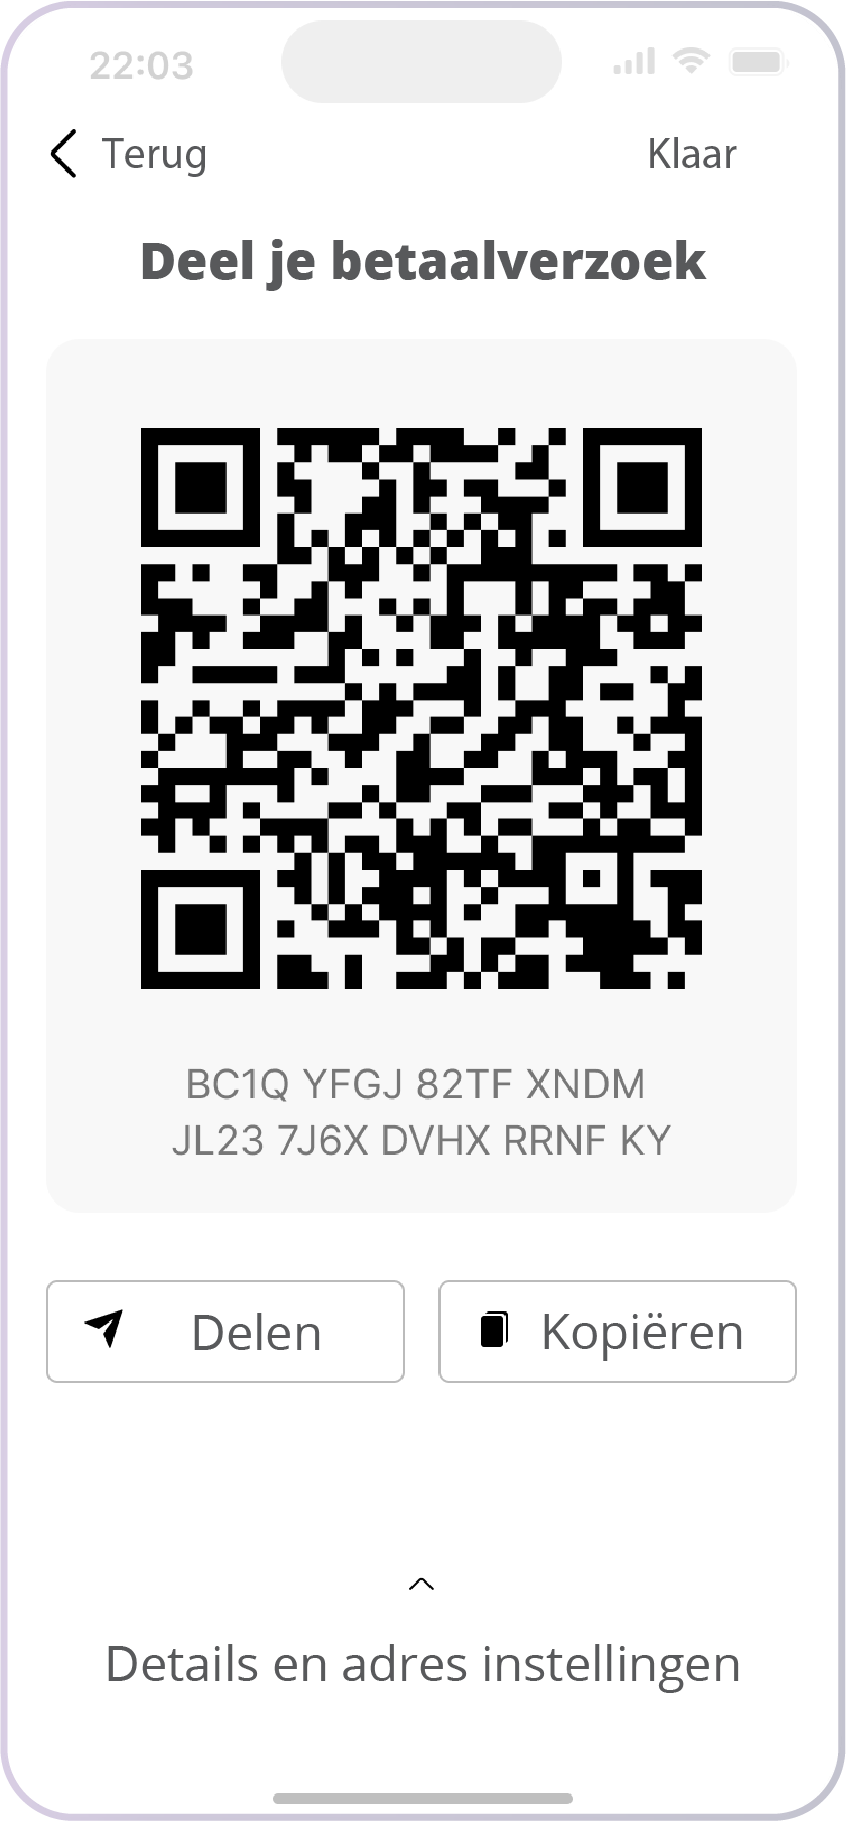 22:03
Terug
Klaar
Deel je betaalverzoek
BC1Q YFGJ 82TF XNDM
JL23 7J6X DVHX RRNF KY
Delen
Kopiëren
Details en adres instellingen